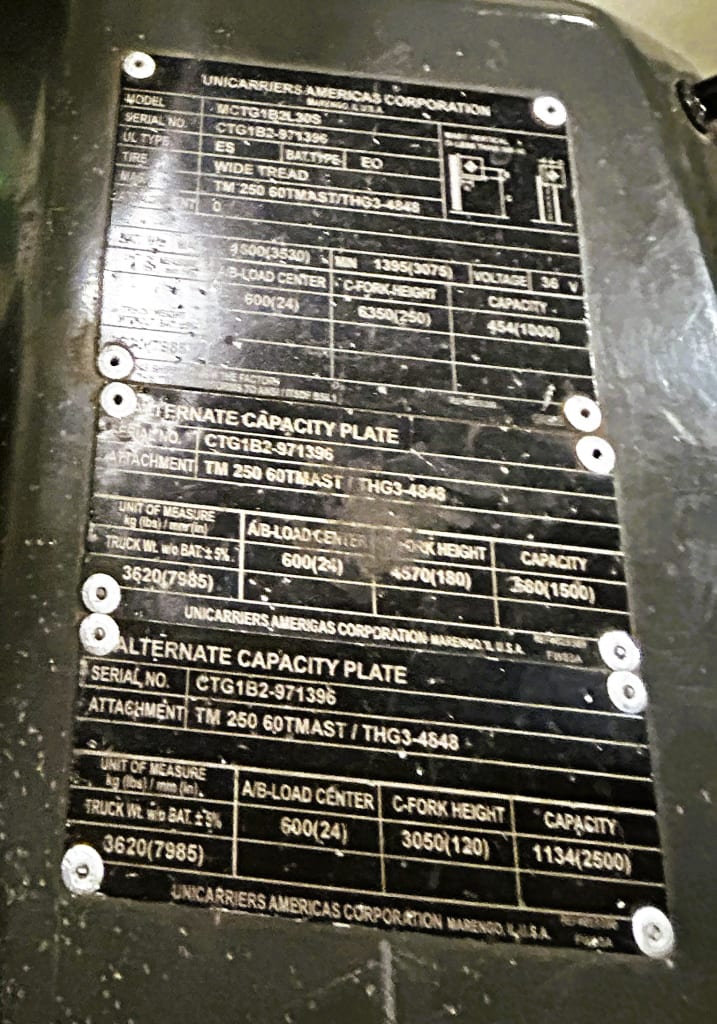 UNICARRIERS AMERICAS CORPORATION
MARENGO, IL U.S.A.
MODEL MCTG1B2L30S
SERIAL NO. CTG1B2-971396
UL TYPE ES BAT.TYPE EO
TIRE WIDE TREAD
TM 250 60TMAST/THG3-4848
0
1600(3530) MIN 1395(3075) VOLTAGE 36 V
A/B-LOAD CENTER C-FORK-HEIGHT CAPACITY
600(24) 6350(250) 454(1000)
ALTERNATE CAPACITY PLATE
SERIAL NO. CTG1B2-971396
ATTACHMENT TM 250 60TMAST / THG3-4848
UNIT OF MEASURE
kg (lbs) / mm(in) A/B-LOAD CENTER C-FORK HEIGHT CAPACITY
TRUCK Wt. w/o BAT. ± 5% 600(24) 4570(180) 680(1500)
3620(7985)
UNICARRIERS AMERICAS CORPORATION MARENGO, IL U.S.A.
ALTERNATE CAPACITY PLATE
SERIAL NO. CTG1B2-971396
ATTACHMENT TM 250 60TMAST / THG3-4848
UNIT OF MEASURE
kg (lbs) / mm (in) A/B-LOAD CENTER C-FORK HEIGHT CAPACITY
TRUCK Wt. w/o BAT. ± 5% 600(24) 3050(120) 1134(2500)
3620(7985)
UNICARRIERS AMERICAS CORPORATION MARENGO, IL U.S.A.